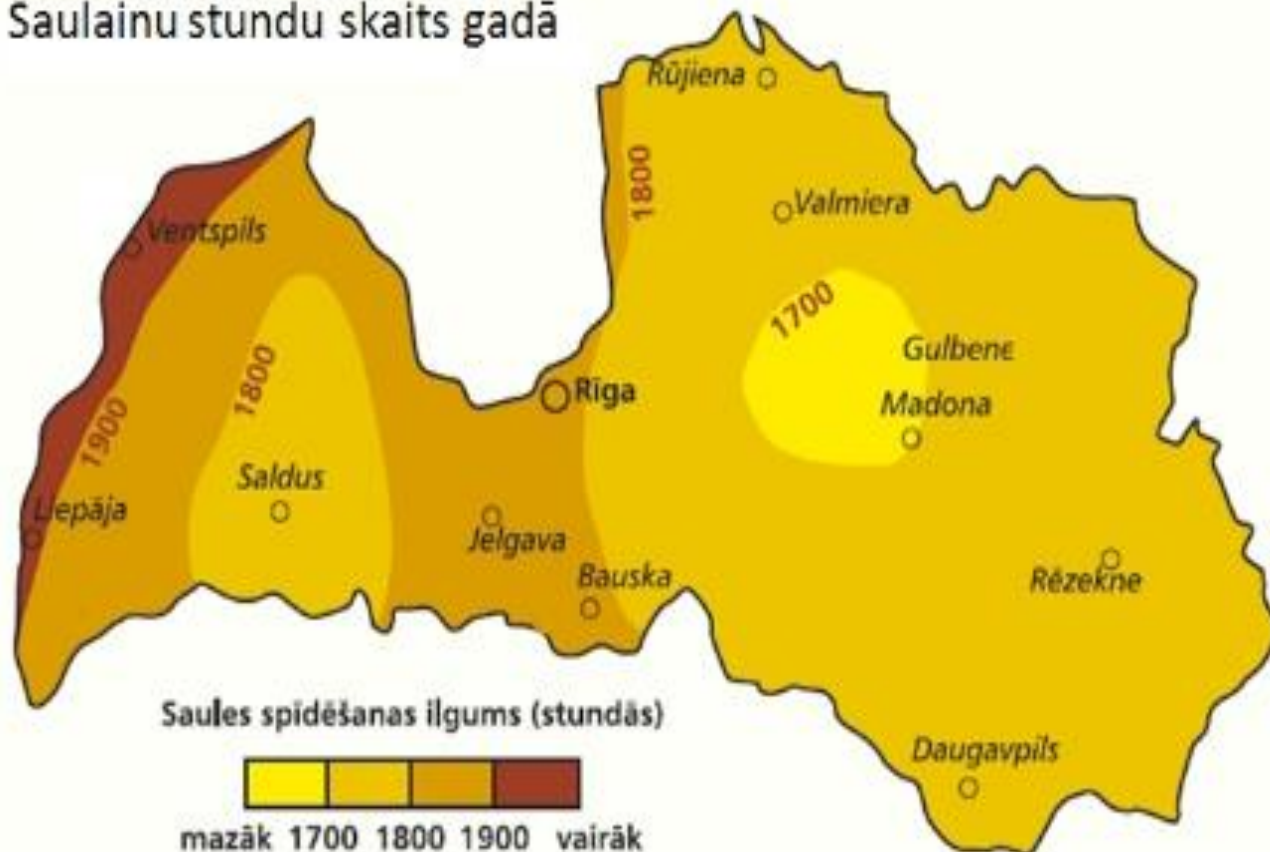 Saulainu stundu skaits gadā
Rūjiena
1800
Valmiera
Ventspils
1700
Gulbene
1800
Rīga
Madona
1900
Saldus
Liepāja
Jelgava
Bauska
Rēzekne
Saules spīdēšanas ilgums (stundās)
Daugavpils
mazāk 1700 1800 1900 vairāk